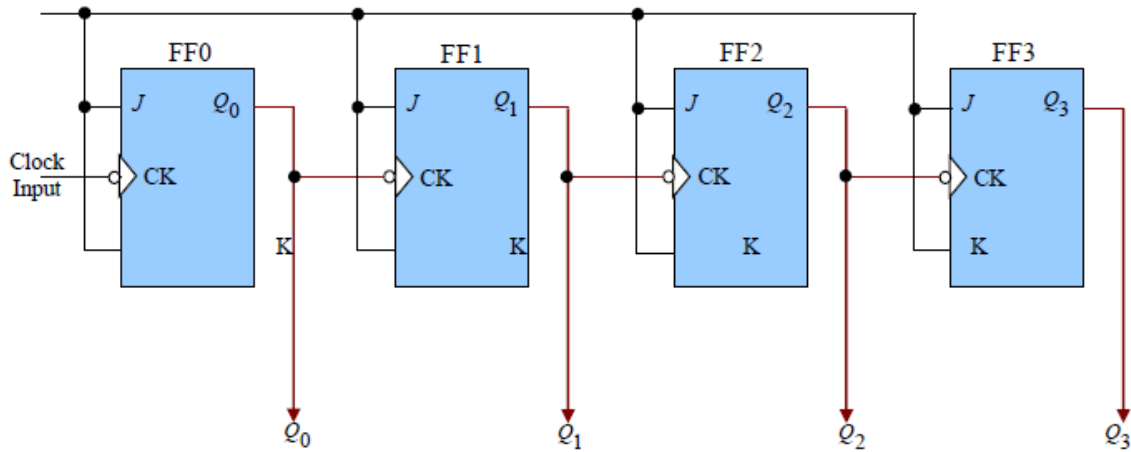 FF0 FF1 FF2 FF3
J Q0 J Q1 J Q2 J Q3
Clock
Input
CK CK CK CK
K K K K
Q0 Q1 Q2 Q3